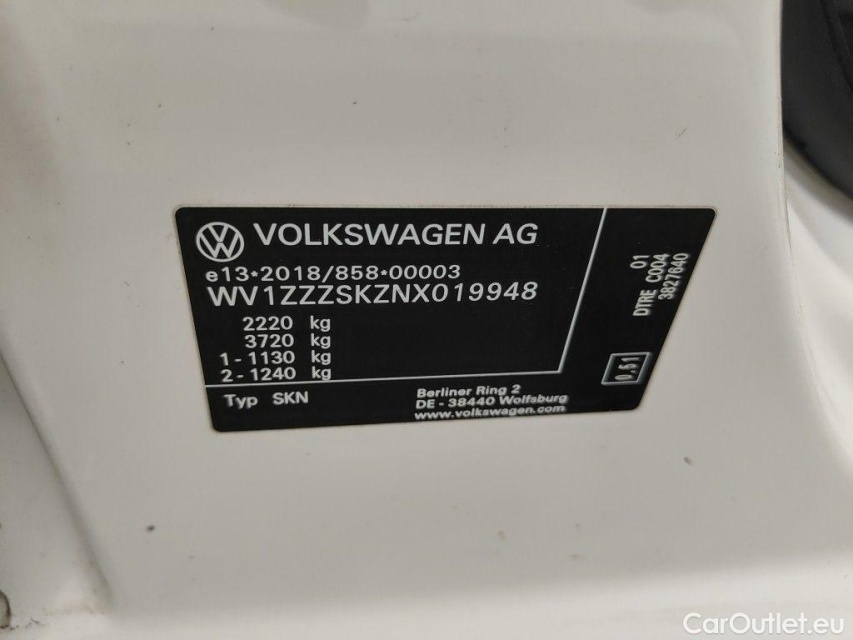 VOLKSWAGEN AG
e13*2018/858*00003
WV1ZZZSKZNX019948
2220 kg
3720 kg
1 - 1130 kg
2 - 1240 kg
Typ SKN
Berliner Ring 2
DE - 38440 Wolfsburg
www.volkswagen.com
01
DTRE C004
3827640
0.51
CarOutlet.eu